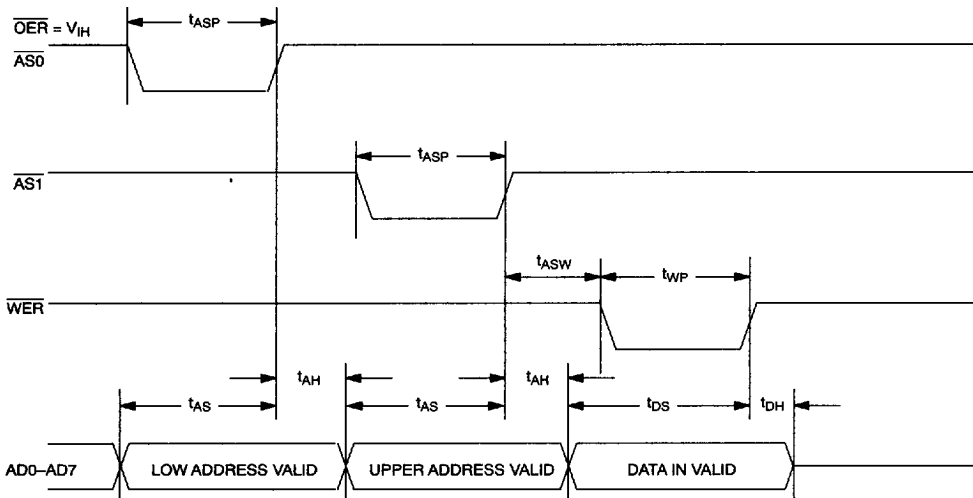 OER = VIH
tASP
AS0
tASP
AS1
tASW
tWP
WER
tAH
tAH
tAS
tAS
tDS
tDH
AD0–AD7
LOW ADDRESS VALID
UPPER ADDRESS VALID
DATA IN VALID